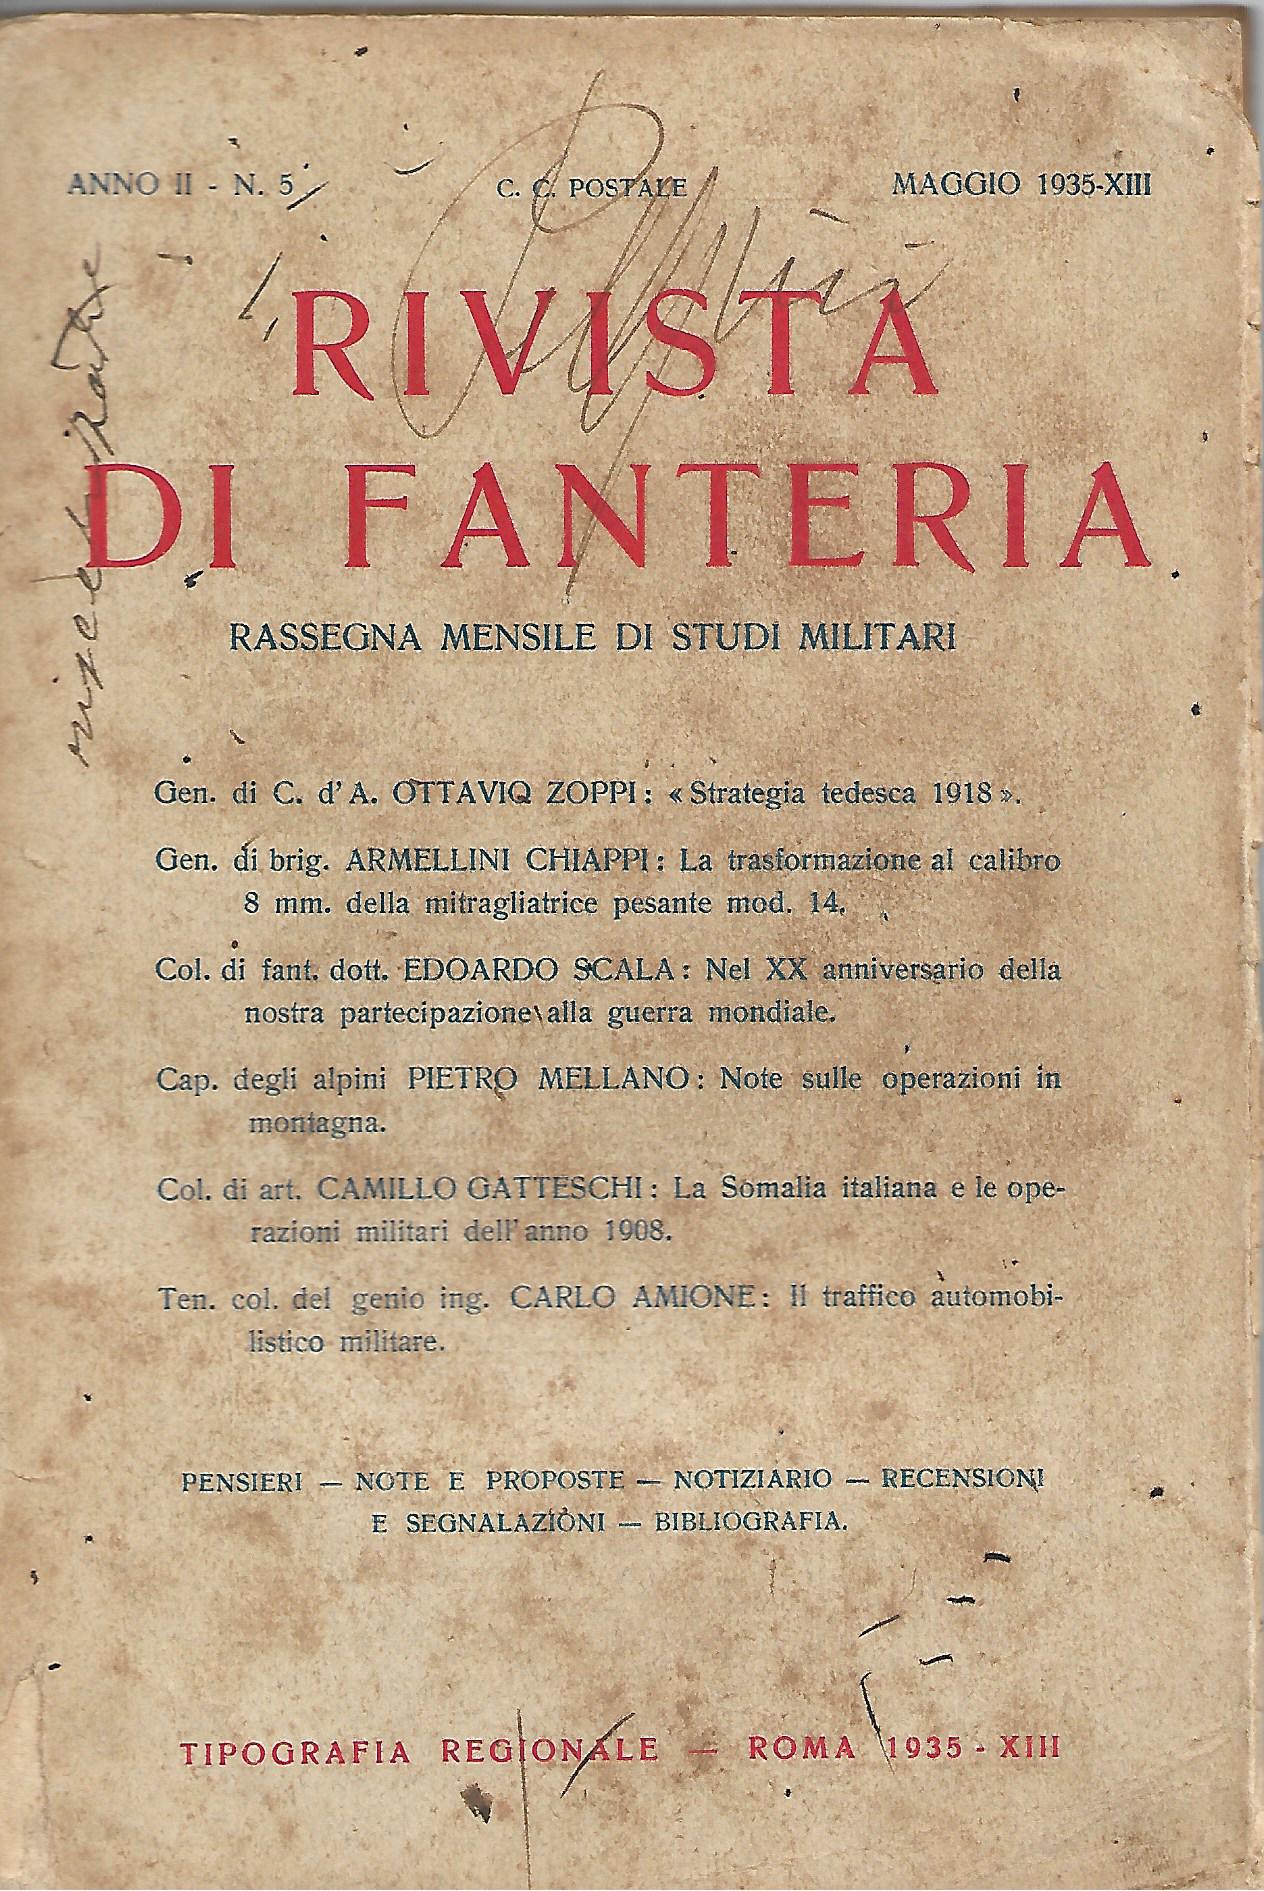 ANNO II - N. 5
C. C. POSTALE
MAGGIO 1935-XIII
RIVISTA
DI FANTERIA
RASSEGNA MENSILE DI STUDI MILITARI
Gen. di C. d'A. OTTAVIO ZOPPI: «Strategia tedesca 1918».
Gen. di brig. ARMELLINI CHIAPPI: La trasformazione al calibro
8 mm. della mitragliatrice pesante mod. 14.
Col. di fant. dott. EDOARDO SCALA: Nel XX anniversario della
nostra partecipazione alla guerra mondiale.
Cap. degli alpini PIETRO MELLANO: Note sulle operazioni in
montagna.
Col. di art. CAMILLO GATTESCHI: La Somalia italiana e le ope-
razioni militari dell'anno 1908.
Ten. col. del genio ing. CARLO AMIONE: Il traffico automobi-
listico militare.
PENSIERI — NOTE E PROPOSTE — NOTIZIARIO — RECENSIONI
E SEGNALAZIONI — BIBLIOGRAFIA.
TIPOGRAFIA REGIONALE — ROMA 1935 - XIII